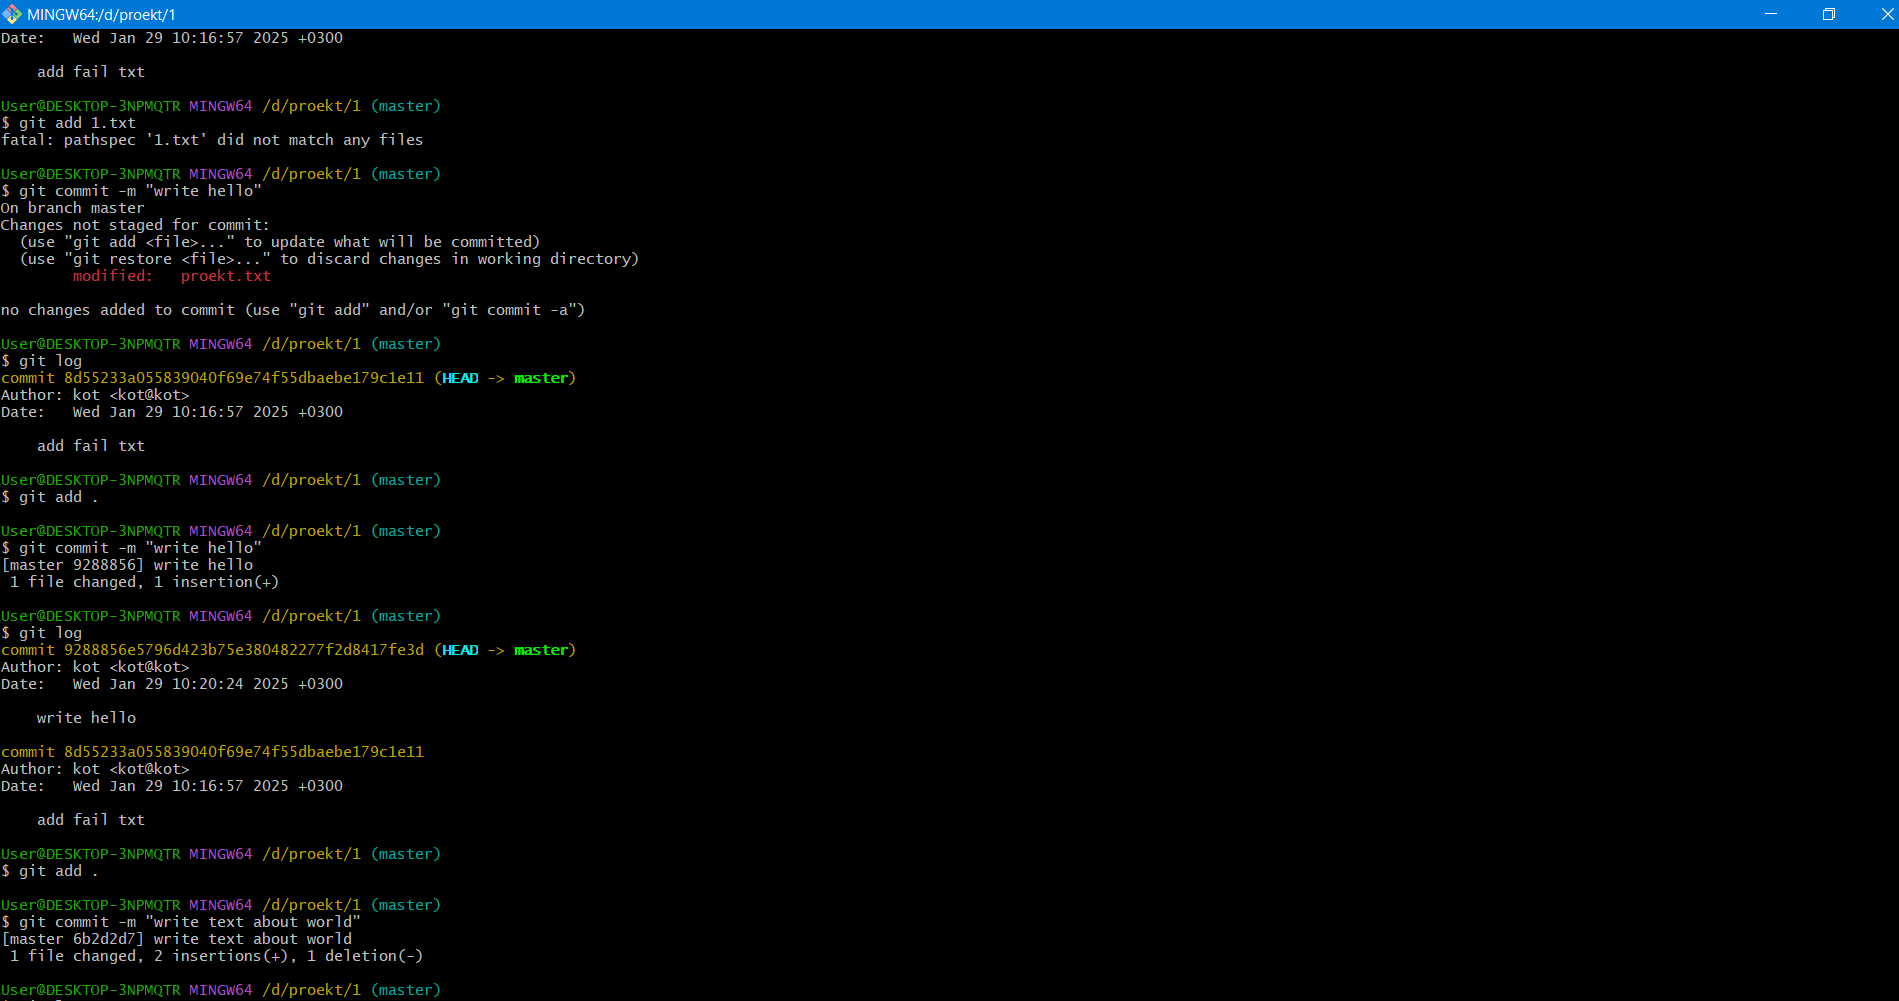 MINGW64:/d/proekt/1
Date:   Wed Jan 29 10:16:57 2025 +0300
    add fail txt
User@DESKTOP-3NPMQTR MINGW64 /d/proekt/1 (master)
$ git add 1.txt
fatal: pathspec '1.txt' did not match any files
User@DESKTOP-3NPMQTR MINGW64 /d/proekt/1 (master)
$ git commit -m "write hello"
On branch master
Changes not staged for commit:
  (use "git add <file>..." to update what will be committed)
  (use "git restore <file>..." to discard changes in working directory)
        modified:   proekt.txt
no changes added to commit (use "git add" and/or "git commit -a")
User@DESKTOP-3NPMQTR MINGW64 /d/proekt/1 (master)
$ git log
commit 8d55233a055839040f69e74f55dbaebe179c1e11 (HEAD -> master)
Author: kot <kot@kot>
Date:   Wed Jan 29 10:16:57 2025 +0300
    add fail txt
User@DESKTOP-3NPMQTR MINGW64 /d/proekt/1 (master)
$ git add .
User@DESKTOP-3NPMQTR MINGW64 /d/proekt/1 (master)
$ git commit -m "write hello"
[master 9288856] write hello
 1 file changed, 1 insertion(+)
User@DESKTOP-3NPMQTR MINGW64 /d/proekt/1 (master)
$ git log
commit 9288856e5796d423b75e380482277f2d8417fe3d (HEAD -> master)
Author: kot <kot@kot>
Date:   Wed Jan 29 10:20:24 2025 +0300
    write hello
commit 8d55233a055839040f69e74f55dbaebe179c1e11
Author: kot <kot@kot>
Date:   Wed Jan 29 10:16:57 2025 +0300
    add fail txt
User@DESKTOP-3NPMQTR MINGW64 /d/proekt/1 (master)
$ git add .
User@DESKTOP-3NPMQTR MINGW64 /d/proekt/1 (master)
$ git commit -m "write text about world"
[master 6b2d2d7] write text about world
 1 file changed, 2 insertions(+), 1 deletion(-)
User@DESKTOP-3NPMQTR MINGW64 /d/proekt/1 (master)